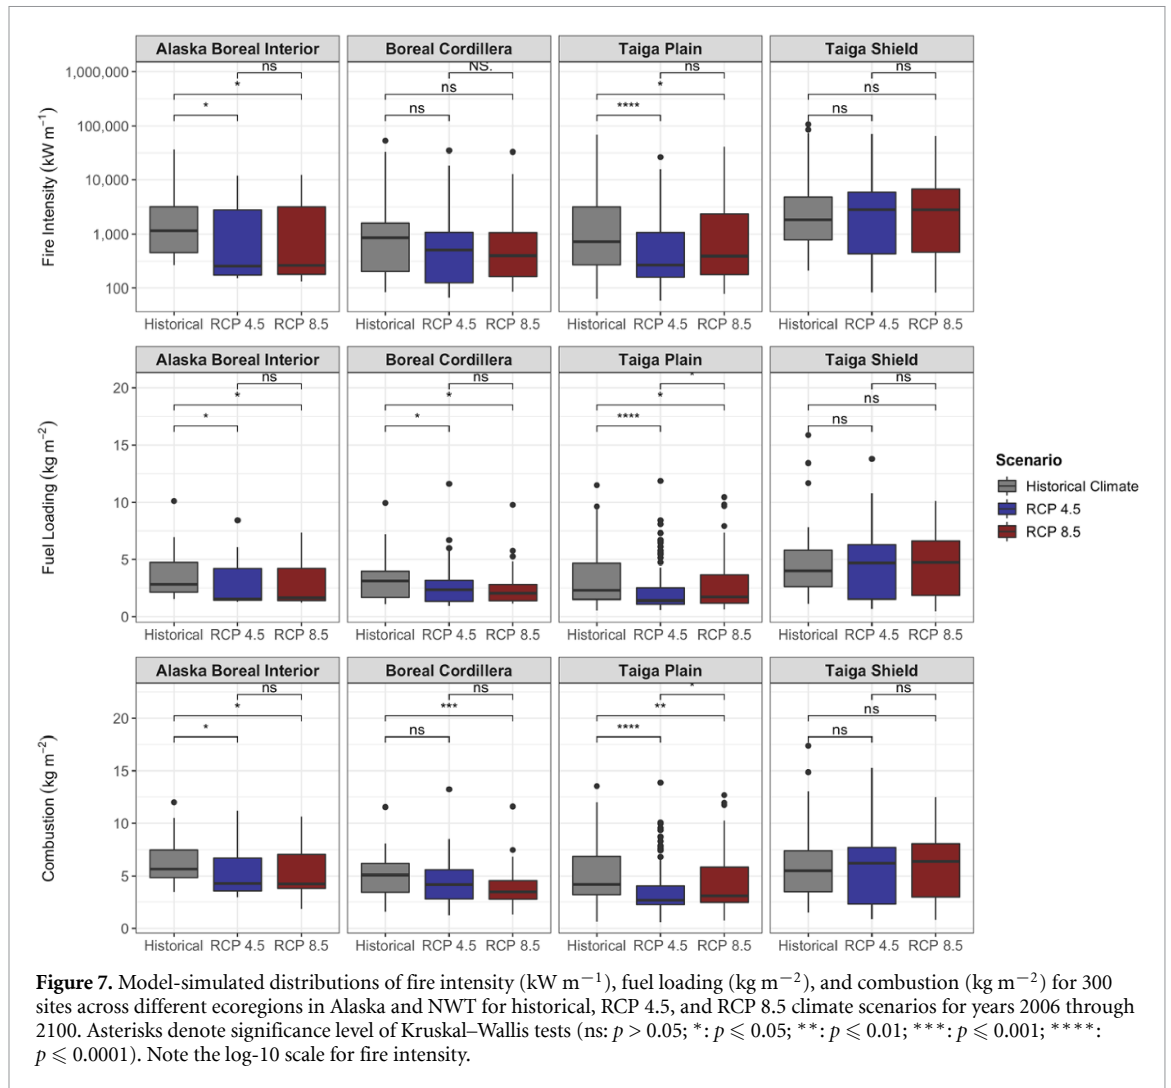 Alaska Boreal Interior Boreal Cordillera Taiga Plain Taiga Shield
Fire Intensity (kW m−1)
1,000,000
100,000
10,000
1,000
100
ns
*
*
NS.
ns
ns
ns
*
****
ns
ns
ns
Historical RCP 4.5 RCP 8.5 Historical RCP 4.5 RCP 8.5 Historical RCP 4.5 RCP 8.5 Historical RCP 4.5 RCP 8.5
Alaska Boreal Interior Boreal Cordillera Taiga Plain Taiga Shield
Fuel Loading (kg m−2)
20
15
10
5
0
ns
*
*
ns
*
*
*
*
****
ns
ns
ns
Historical RCP 4.5 RCP 8.5 Historical RCP 4.5 RCP 8.5 Historical RCP 4.5 RCP 8.5 Historical RCP 4.5 RCP 8.5
Scenario
Historical Climate
RCP 4.5
RCP 8.5
Alaska Boreal Interior Boreal Cordillera Taiga Plain Taiga Shield
Combustion (kg m−2)
20
15
10
5
0
ns
*
*
ns
***
ns
*
**
****
ns
ns
ns
Historical RCP 4.5 RCP 8.5 Historical RCP 4.5 RCP 8.5 Historical RCP 4.5 RCP 8.5 Historical RCP 4.5 RCP 8.5
Figure 7. Model-simulated distributions of fire intensity (kW m−1), fuel loading (kg m−2), and combustion (kg m−2) for 300
sites across different ecoregions in Alaska and NWT for historical, RCP 4.5, and RCP 8.5 climate scenarios for years 2006 through
2100. Asterisks denote significance level of Kruskal–Wallis tests (ns: p > 0.05; *: p ⩽ 0.05; **: p ⩽ 0.01; ***: p ⩽ 0.001; ****:
p ⩽ 0.0001). Note the log-10 scale for fire intensity.